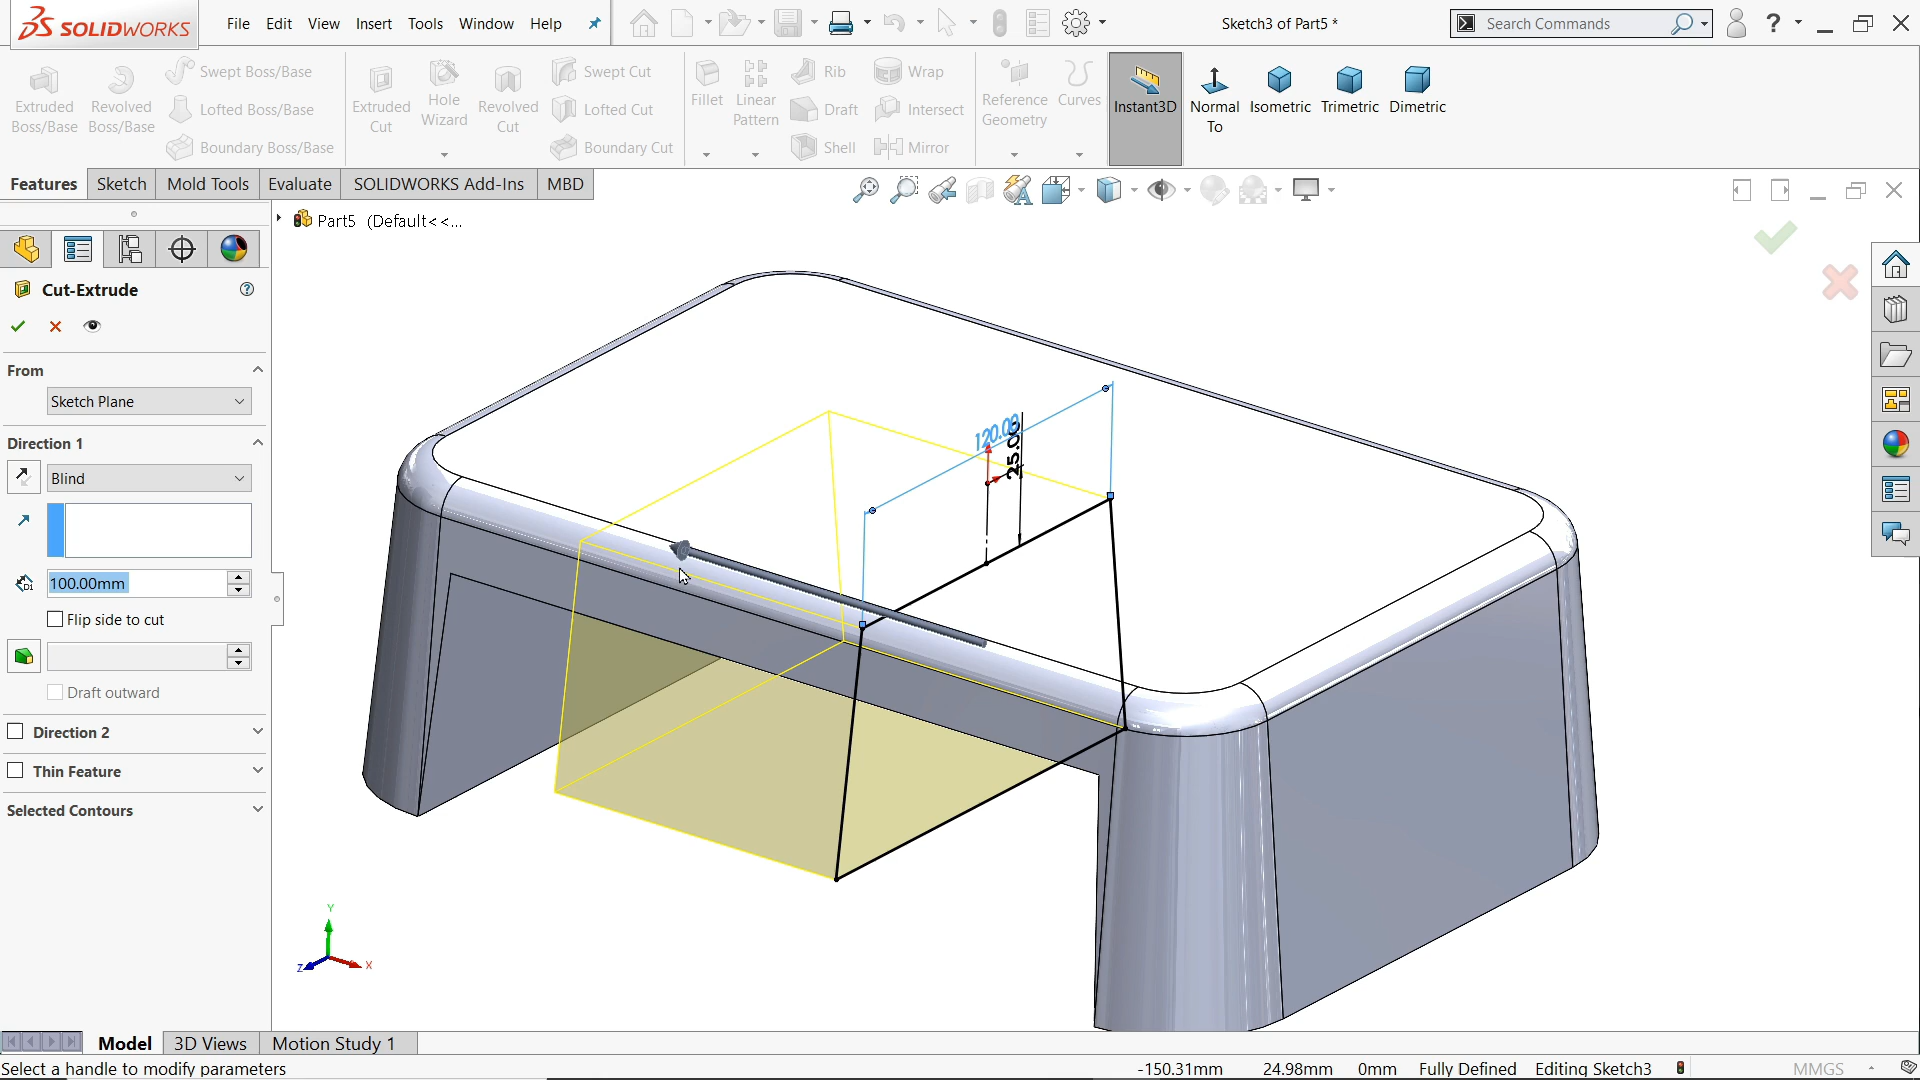 SOLIDWORKS File Edit View Insert Tools Window Help Sketch3 of Part5 * Search Commands ?
Extruded Boss/Base
Revolved Boss/Base
Swept Boss/Base
Lofted Boss/Base
Boundary Boss/Base
Extruded Cut
Hole Wizard
Revolved Cut
Swept Cut
Lofted Cut
Boundary Cut
Fillet
Linear Pattern
Rib
Draft
Shell
Wrap
Intersect
Mirror
Reference Geometry
Curves
Instant3D
Normal To
Isometric
Trimetric
Dimetric
Features Sketch Mold Tools Evaluate SOLIDWORKS Add-Ins MBD
Part5 (Default<<...
Cut-Extrude
From
Sketch Plane
Direction 1
Blind
D1 100.00mm
Flip side to cut
Draft outward
Direction 2
Thin Feature
Selected Contours
120.00
25.00
Y
X
Z
Model 3D Views Motion Study 1
Select a handle to modify parameters -150.31mm 24.98mm 0mm Fully Defined Editing Sketch3 MMGS